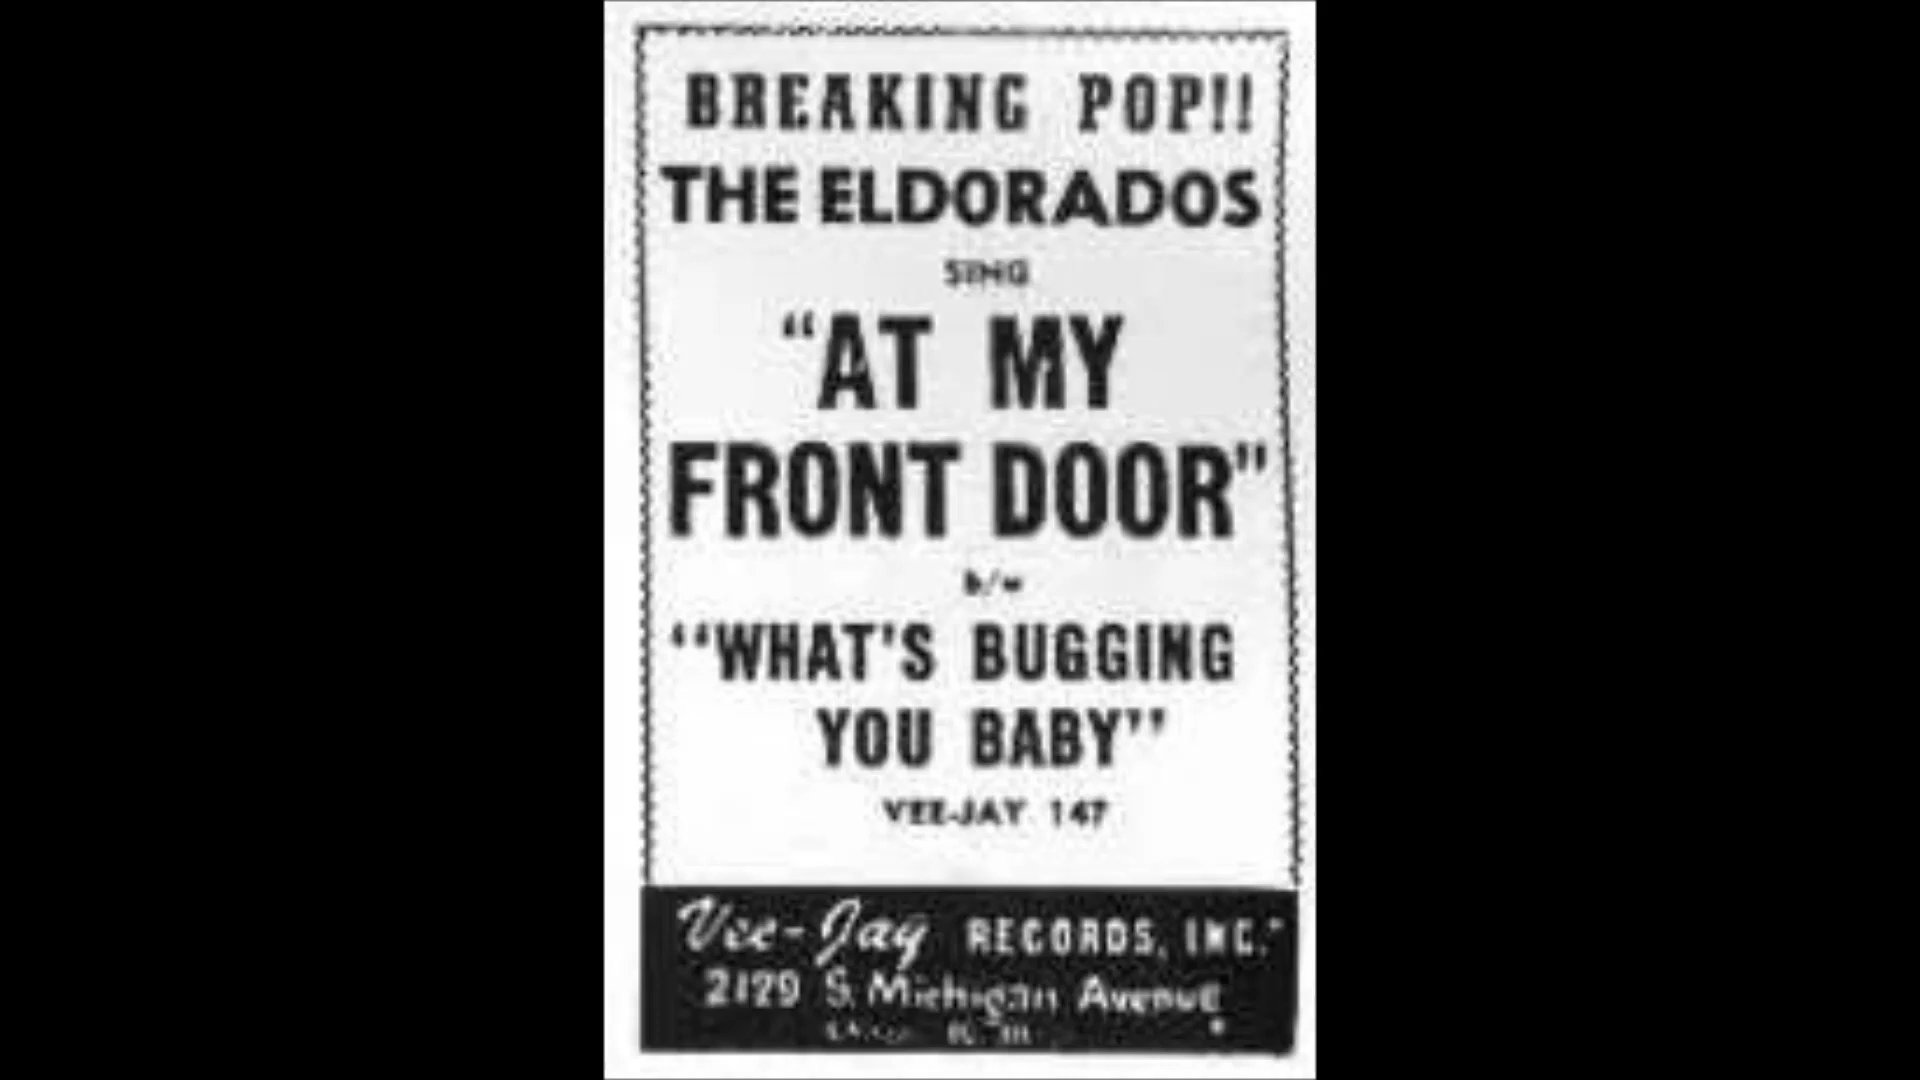 BREAKING POP!!
THE ELDORADOS
SING
"AT MY
FRONT DOOR"
b/w
"WHAT'S BUGGING
YOU BABY"
VEE-JAY 147
Vee-Jay RECORDS, INC.
2129 S. Michigan Avenue